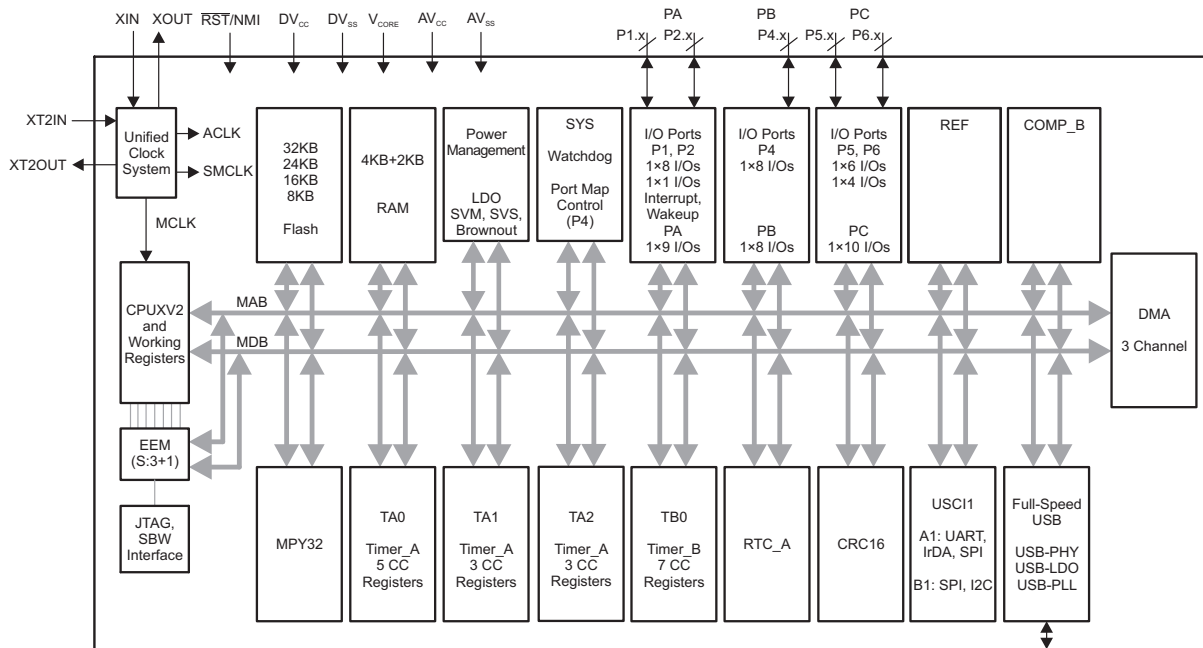 XIN XOUT RST/NMI DVCC DVSS VCORE AVCC AVSS PA PB PC
P1.x P2.x P4.x P5.x P6.x
XT2IN
XT2OUT
Unified
Clock
System
ACLK
SMCLK
MCLK
32KB
24KB
16KB
8KB
Flash
4KB+2KB
RAM
Power
Management
LDO
SVM, SVS,
Brownout
SYS
Watchdog
Port Map
Control
(P4)
I/O Ports
P1, P2
1×8 I/Os
1×1 I/Os
Interrupt,
Wakeup
PA
1×9 I/Os
I/O Ports
P4
1×8 I/Os
PB
1×8 I/Os
I/O Ports
P5, P6
1×6 I/Os
1×4 I/Os
PC
1×10 I/Os
REF
COMP_B
CPUXV2
and
Working
Registers
MAB
MDB
DMA
3 Channel
EEM
(S:3+1)
JTAG,
SBW
Interface
MPY32
TA0
Timer_A
5 CC
Registers
TA1
Timer_A
3 CC
Registers
TA2
Timer_A
3 CC
Registers
TB0
Timer_B
7 CC
Registers
RTC_A
CRC16
USCI1
A1: UART,
IrDA, SPI
B1: SPI, I2C
Full-Speed
USB
USB-PHY
USB-LDO
USB-PLL